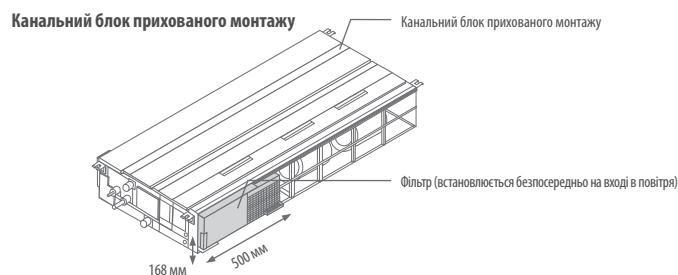 Канальний блок прихованого монтажу
Канальний блок прихованого монтажу
Фільтр (встановлюється безпосередньо на вході в повітря)
500 мм
168 мм